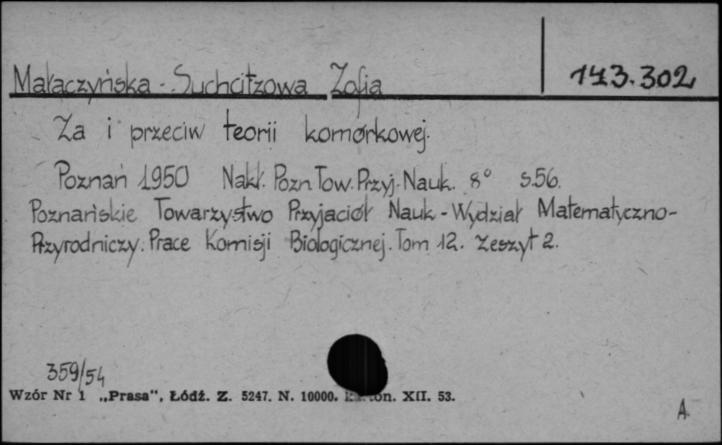 Małaczyńska-Suchcitzowa Zofia 143.302
Za i przeciw teorii komórkowej.
Poznań 1950 Nakł. Pozn. Tow. Przyj. Nauk. 8° s.56.
Poznańskie Towarzystwo Przyjaciół Nauk - Wydział Matematyczno-
Przyrodniczy. Prace Komisji Biologicznej. Tom 12. Zeszyt 2.
359/54
Wzór Nr 1 „Prasa", Łódź. Z. 5247. N. 10000. XII. 53.
A.